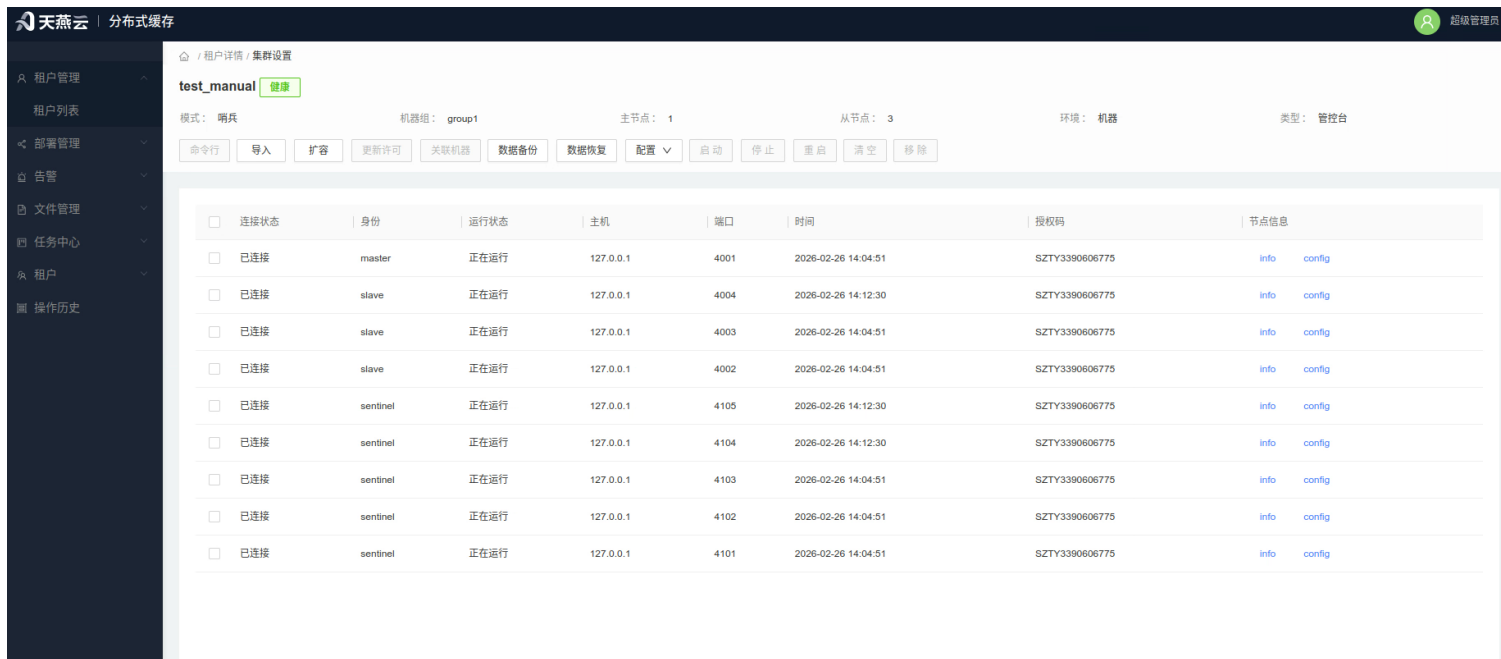 天燕云 | 分布式缓存 超级管理员
/ 租户详情 / 集群设置
租户管理
租户列表
部署管理
告警
文件管理
任务中心
租户
操作历史
test_manual 健康
模式： 哨兵 机器组： group1 主节点： 1 从节点： 3 环境： 机器 类型： 管控台
命令行 导入 扩容 更新许可 关联机器 数据备份 数据恢复 配置 启动 停止 重启 清空 移除
连接状态 身份 运行状态 主机 端口 时间 授权码 节点信息
已连接 master 正在运行 127.0.0.1 4001 2026-02-26 14:04:51 SZTY3390606775 info config
已连接 slave 正在运行 127.0.0.1 4004 2026-02-26 14:12:30 SZTY3390606775 info config
已连接 slave 正在运行 127.0.0.1 4003 2026-02-26 14:04:51 SZTY3390606775 info config
已连接 slave 正在运行 127.0.0.1 4002 2026-02-26 14:04:51 SZTY3390606775 info config
已连接 sentinel 正在运行 127.0.0.1 4105 2026-02-26 14:12:30 SZTY3390606775 info config
已连接 sentinel 正在运行 127.0.0.1 4104 2026-02-26 14:12:30 SZTY3390606775 info config
已连接 sentinel 正在运行 127.0.0.1 4103 2026-02-26 14:04:51 SZTY3390606775 info config
已连接 sentinel 正在运行 127.0.0.1 4102 2026-02-26 14:04:51 SZTY3390606775 info config
已连接 sentinel 正在运行 127.0.0.1 4101 2026-02-26 14:04:51 SZTY3390606775 info config